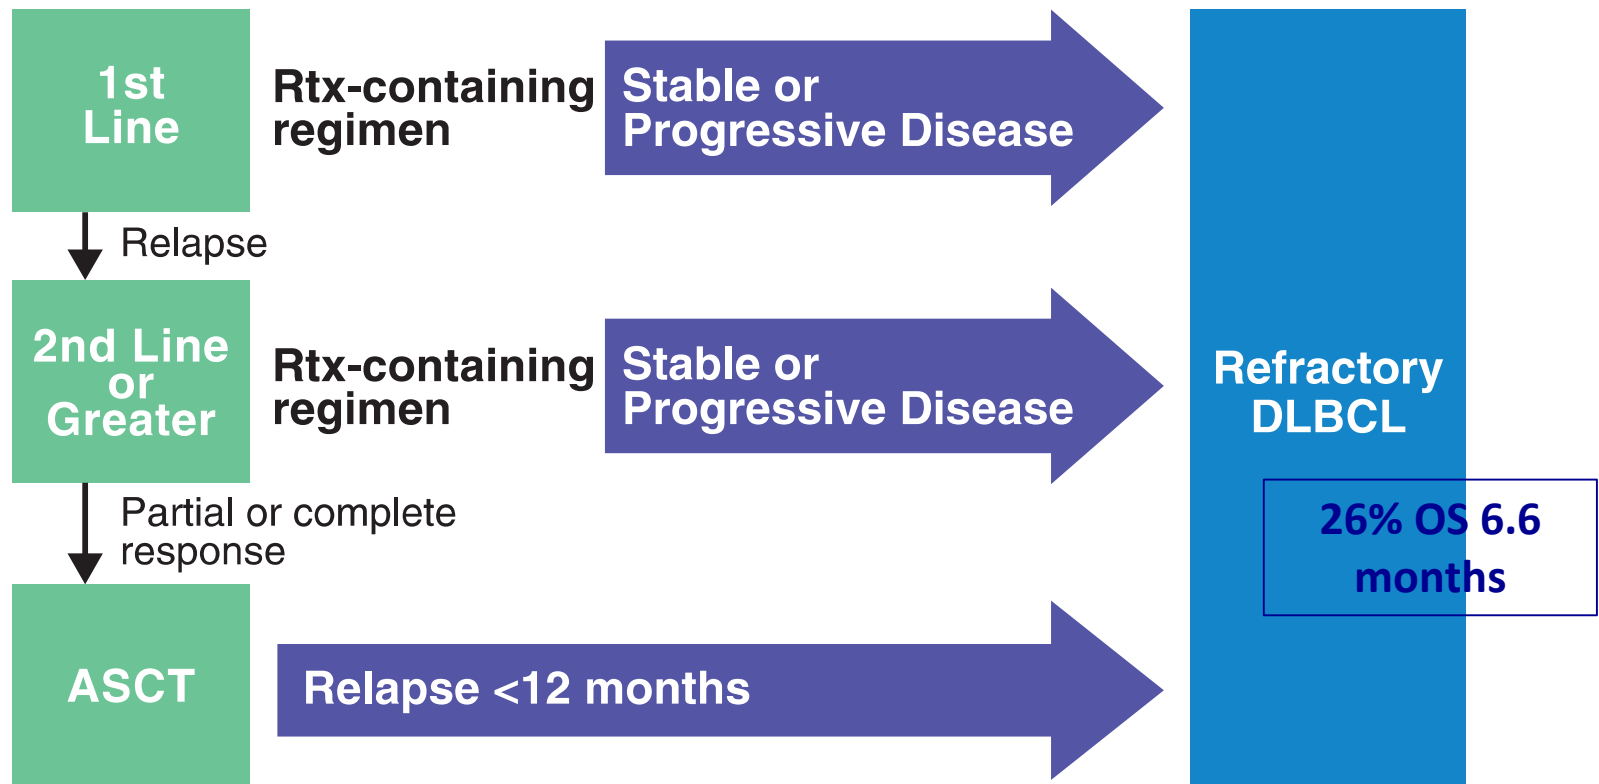 1st
Line
Rtx-containing
regimen
Stable or
Progressive Disease
Relapse
2nd Line
or
Greater
Rtx-containing
regimen
Stable or
Progressive Disease
Refractory
DLBCL
26% OS 6.6
months
Partial or complete
response
ASCT
Relapse <12 months